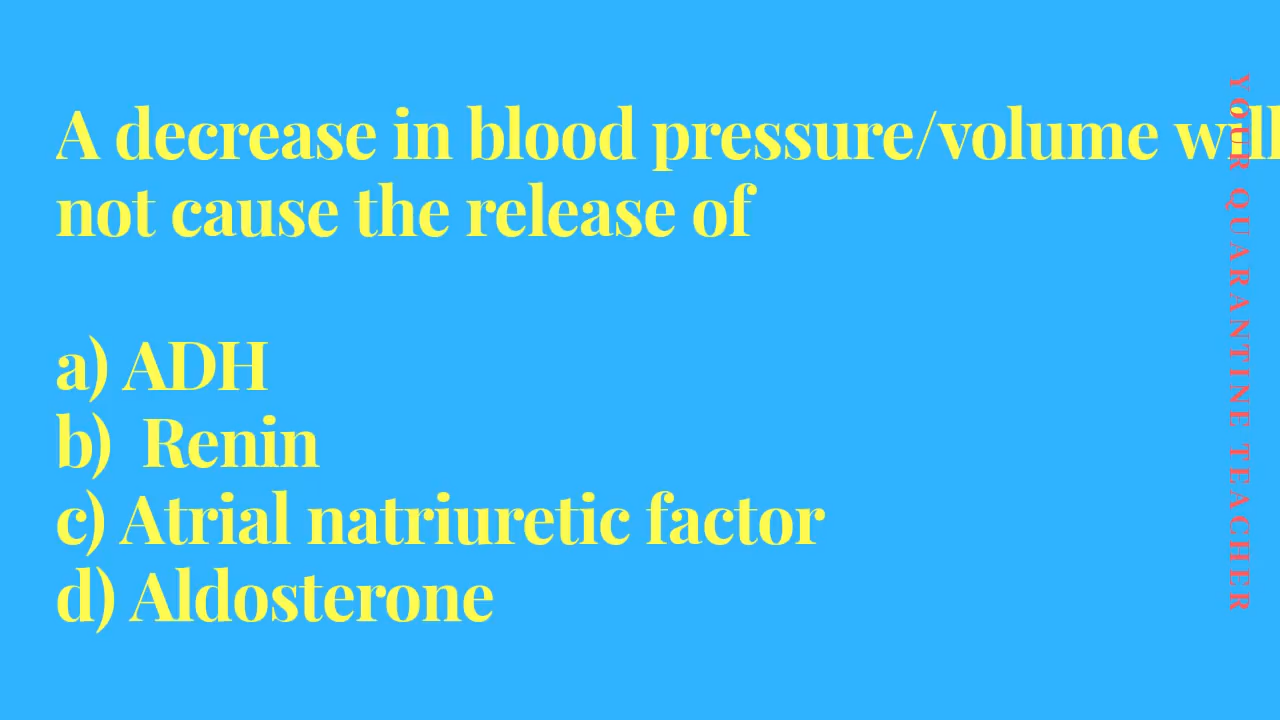 A decrease in blood pressure/volume will
not cause the release of
a) ADH
b) Renin
c) Atrial natriuretic factor
d) Aldosterone
YOUR QUARANTINE TEACHER